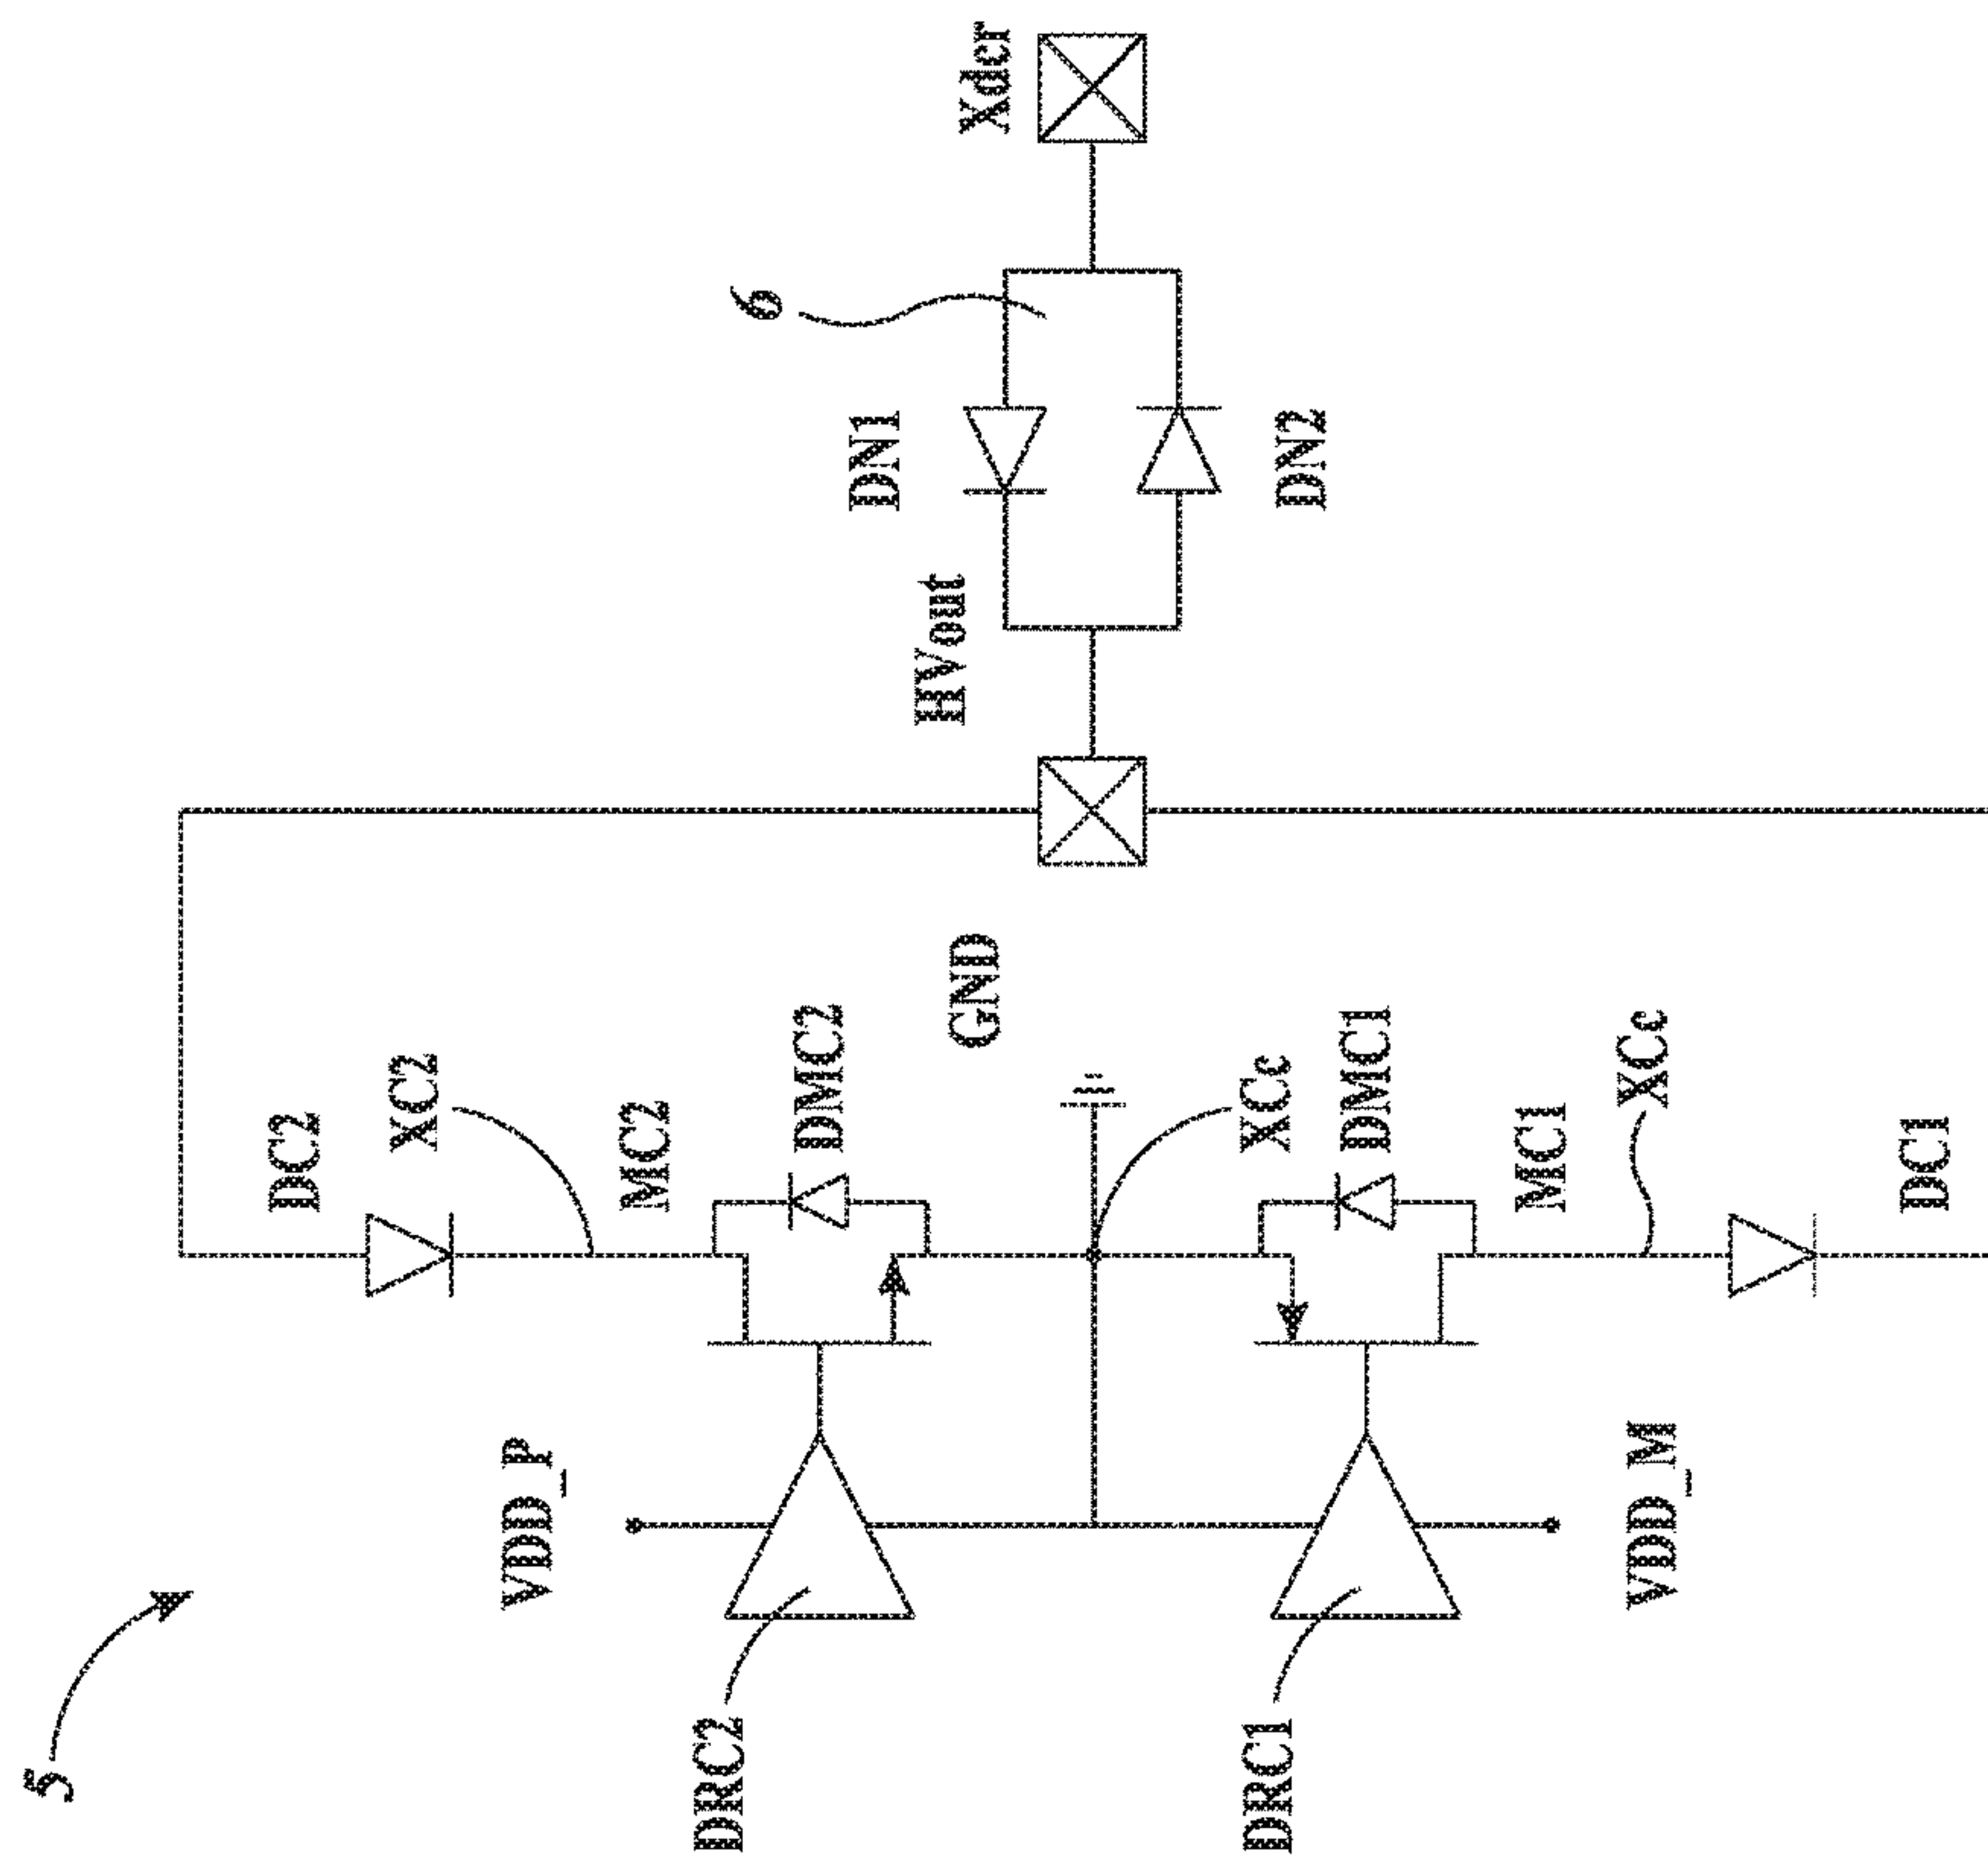 Xdcr
6
DN1
DN2
HVout
GND
DC2
XC2
MC2
DMC2
XCc
DMC1
MC1
XCc
DC1
VDD_P
VDD_M
5
DRC2
DRC1